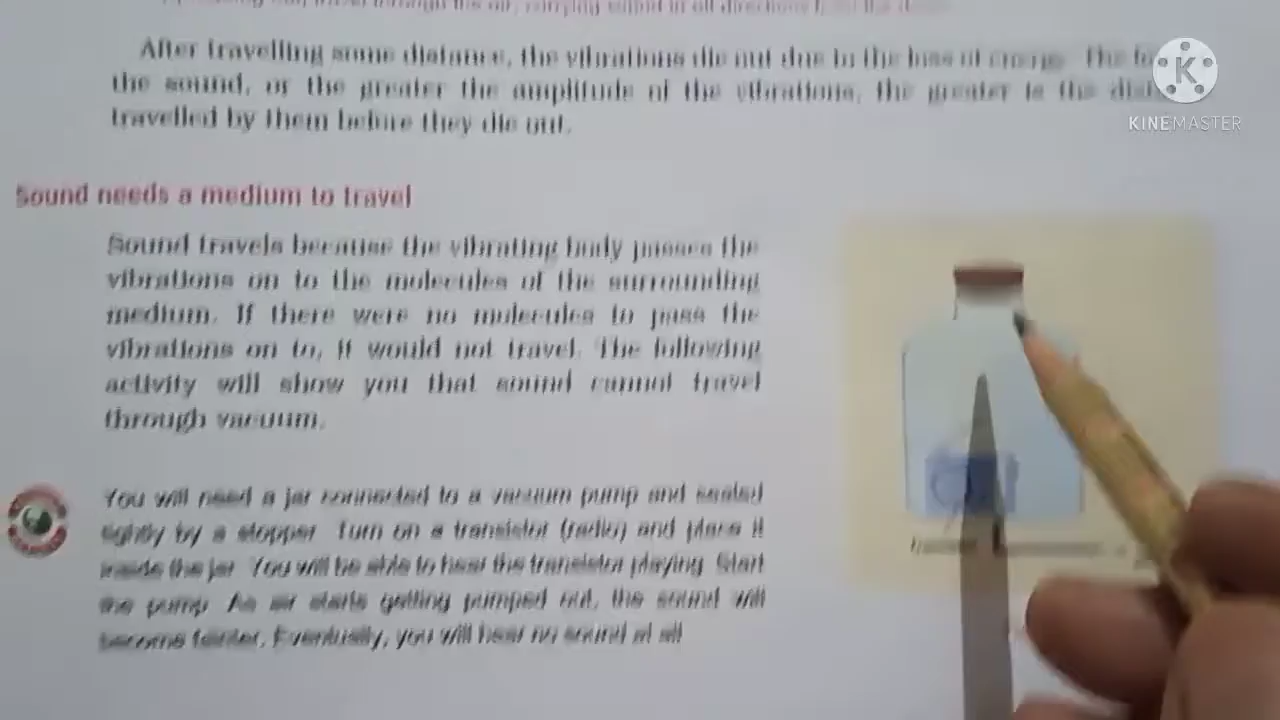 After travelling some distance, the vibrations die out due to the loss of energy. The
the sound, or the greater the amplitude of the vibrations, the greater is the
travelled by them before they die out.
Sound needs a medium to travel
Sound travels because the vibrating body passes the
vibrations on to the molecules of the surrounding
medium. If there were no molecules to pass the
vibrations on to, it would not travel. The following
activity will show you that sound cannot travel
through vacuum.
You will need a jar connected to a vacuum pump and sealed
tightly by a stopper. Turn on a transistor (radio) and place it
inside the jar. You will be able to hear the transistor playing. Start
the pump. As air starts getting pumped out, the sound will
become fainter. Eventually, you will hear no sound at all
K
KINEMASTER